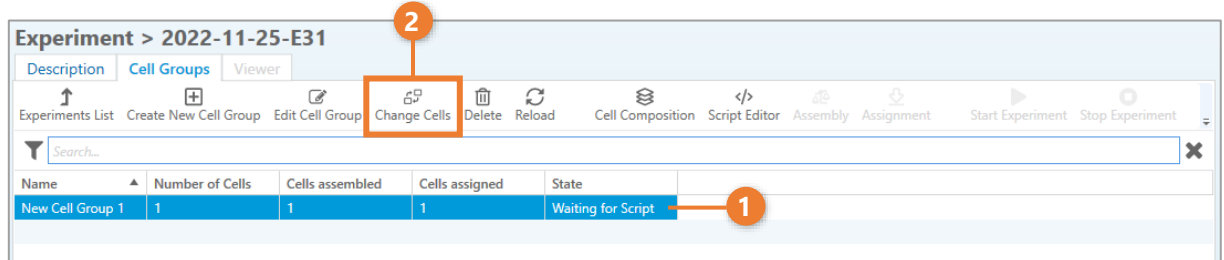 2
Experiment > 2022-11-25-E31
Description Cell Groups Viewer
Experiments List Create New Cell Group Edit Cell Group Change Cells Delete Reload Cell Composition Script Editor Assembly Assignment Start Experiment Stop Experiment
Search...
Name Number of Cells Cells assembled Cells assigned State
New Cell Group 1 1 1 1 Waiting for Script 1